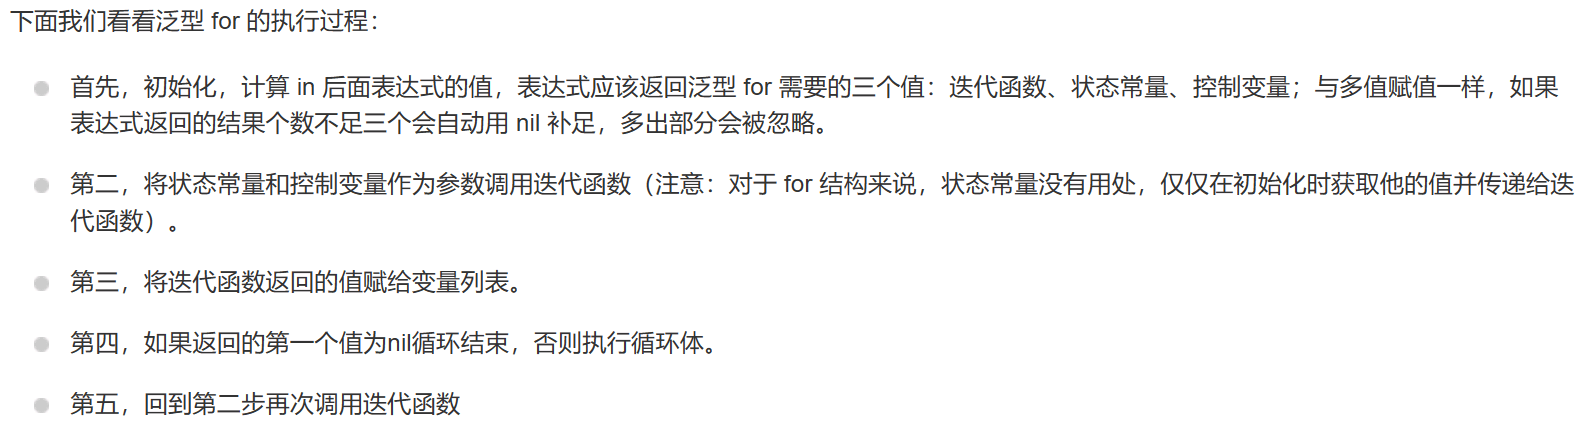 下面我们看看泛型 for 的执行过程：
首先，初始化，计算 in 后面表达式的值，表达式应该返回泛型 for 需要的三个值：迭代函数、状态常量、控制变量；与多值赋值一样，如果
表达式返回的结果个数不足三个会自动用 nil 补足，多出部分会被忽略。
第二，将状态常量和控制变量作为参数调用迭代函数（注意：对于 for 结构来说，状态常量没有用处，仅仅在初始化时获取他的值并传递给迭
代函数）。
第三，将迭代函数返回的值赋给变量列表。
第四，如果返回的第一个值为nil循环结束，否则执行循环体。
第五，回到第二步再次调用迭代函数